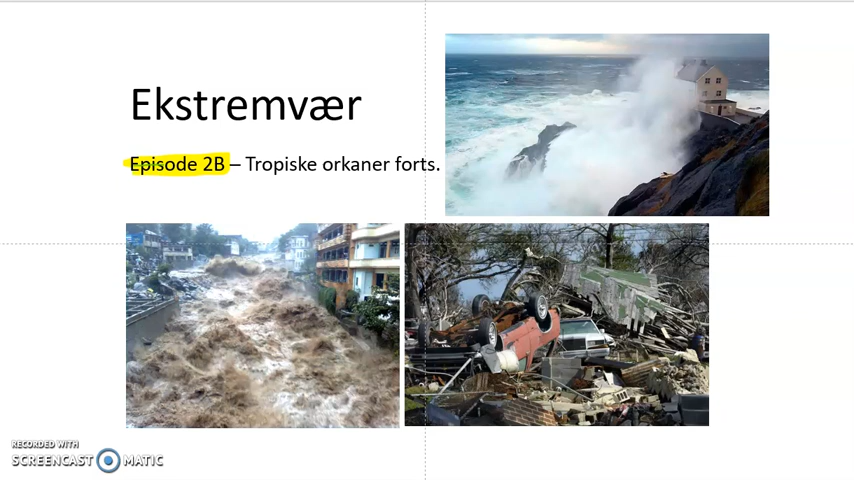 Ekstremvær
Episode 2B – Tropiske orkaner forts.
RECORDED WITH
SCREENCAST MATIC